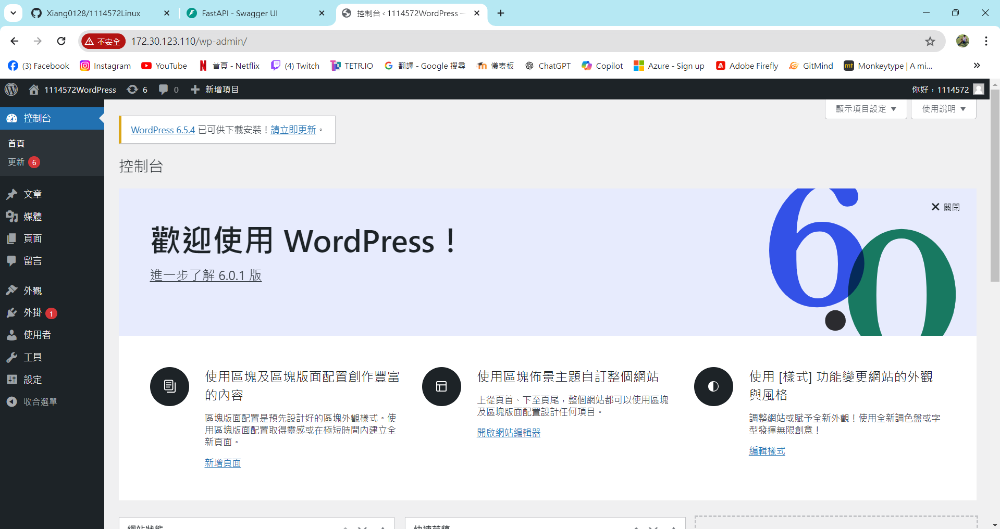 Xiang0128/1114572Linux
FastAPI - Swagger UI
控制台 ‹ 1114572WordPress —
不安全
172.30.123.110/wp-admin/
(3) Facebook
Instagram
YouTube
首頁 - Netflix
(4) Twitch
TETR.IO
翻譯 - Google 搜尋
儀表板
ChatGPT
Copilot
Azure - Sign up
Adobe Firefly
GitMind
mt
Monkeytype | A mi...
1114572WordPress
6
0
新增項目
你好，1114572
控制台
首頁
更新 6
文章
媒體
頁面
留言
外觀
外掛 1
使用者
工具
設定
收合選單
顯示項目設定
使用說明
WordPress 6.5.4 已可供下載安裝！請立即更新。
控制台
關閉
歡迎使用 WordPress！
進一步了解 6.0.1 版
60
使用區塊及區塊版面配置創作豐富
的內容
區塊版面配置是預先設計好的區塊外觀樣式。使
用區塊版面配置取得靈感或在極短時間內建立全
新頁面。
新增頁面
使用區塊佈景主題自訂整個網站
上從頁首、下至頁尾，整個網站都可以使用區塊
及區塊版面配置設計任何項目。
開啟網站編輯器
使用 [樣式] 功能變更網站的外觀
與風格
調整網站或賦予全新外觀！使用全新調色盤或字
型發揮無限創意！
編輯樣式
網站狀態
快速草稿